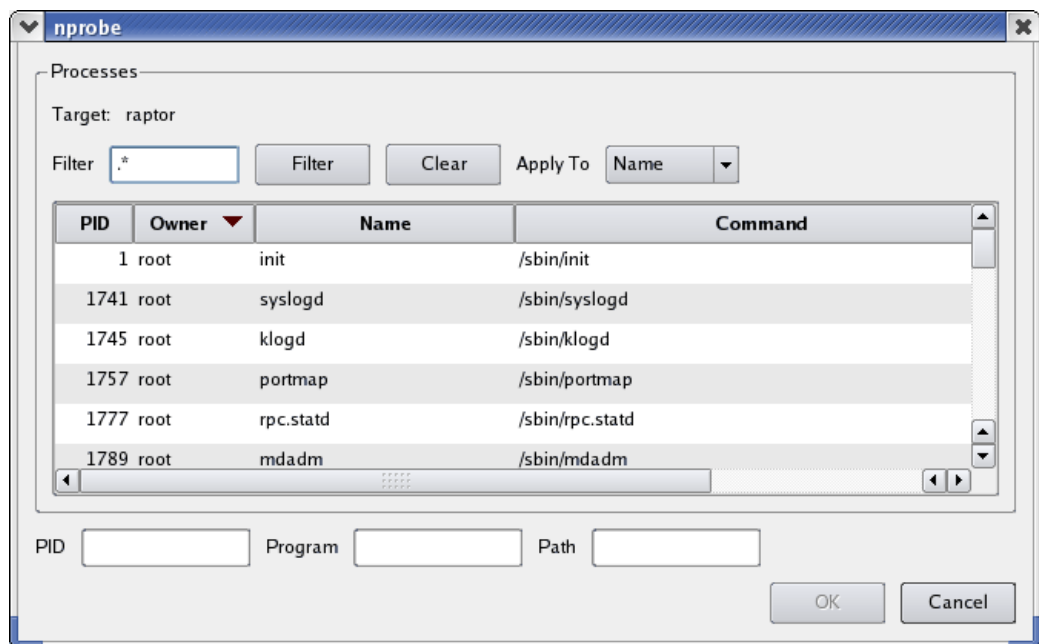 nprobe
Processes
Target: raptor
Filter .* Filter Clear Apply To Name
PID Owner Name Command
1 root init /sbin/init
1741 root syslogd /sbin/syslogd
1745 root klogd /sbin/klogd
1757 root portmap /sbin/portmap
1777 root rpc.statd /sbin/rpc.statd
1789 root mdadm /sbin/mdadm
PID Program Path
OK Cancel